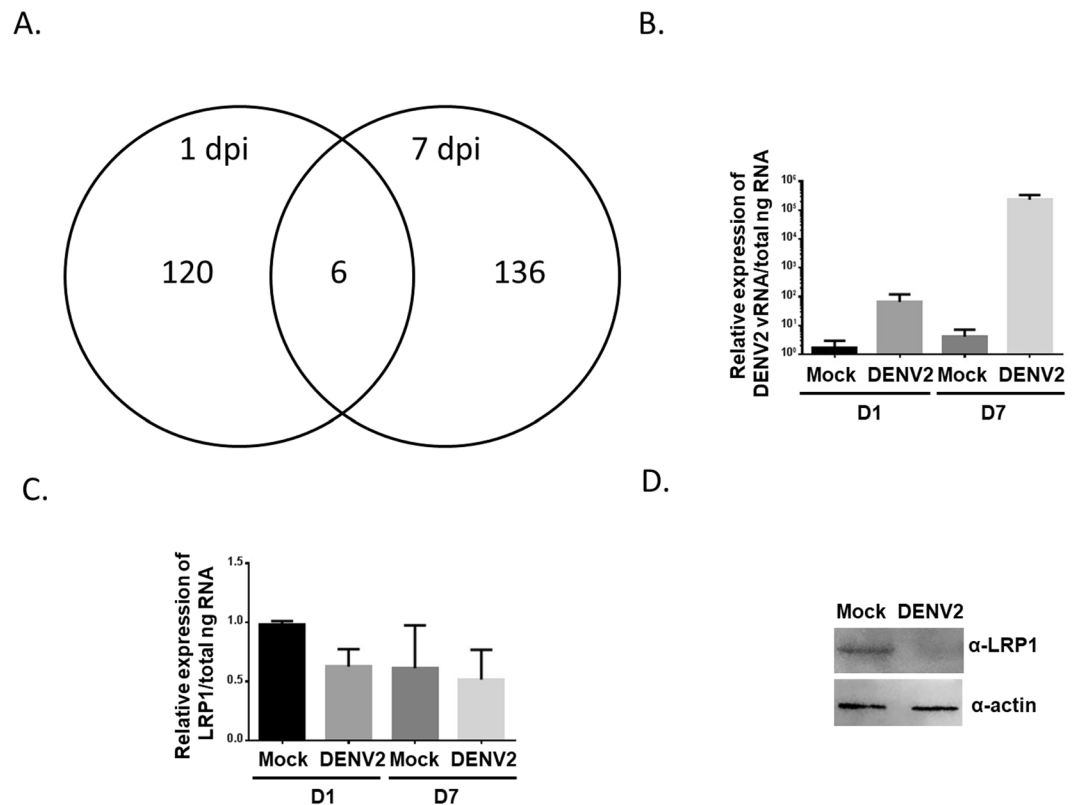 A.
1 dpi
7 dpi
120
6
136
B.
Relative expression of
DENV2 vRNA/total ng RNA
10⁶
10⁵
10⁴
10³
10²
10¹
10⁰
Mock DENV2 Mock DENV2
D1
D7
C.
Relative expression of
LRP1/total ng RNA
1.5
1.0
0.5
0.0
Mock DENV2 Mock DENV2
D1
D7
D.
Mock DENV2
α-LRP1
α-actin